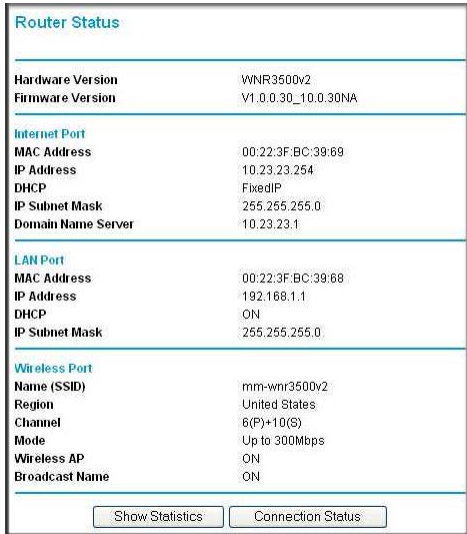 Router Status
Hardware Version WNR3500v2
Firmware Version V1.0.0.30_10.0.30NA
Internet Port
MAC Address 00:22:3F:BC:39:69
IP Address 10.23.23.254
DHCP FixedIP
IP Subnet Mask 255.255.255.0
Domain Name Server 10.23.23.1
LAN Port
MAC Address 00:22:3F:BC:39:68
IP Address 192.168.1.1
DHCP ON
IP Subnet Mask 255.255.255.0
Wireless Port
Name (SSID) mm-wnr3500v2
Region United States
Channel 6(P)+10(S)
Mode Up to 300Mbps
Wireless AP ON
Broadcast Name ON
Show Statistics Connection Status